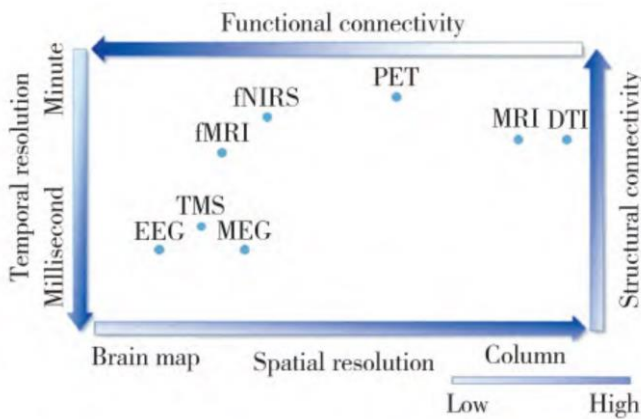 Functional connectivity
Temporal resolution
Minute
Millisecond
PET
fNIRS
fMRI
MRI DTI
TMS
EEG MEG
Structural connectivity
Brain map Spatial resolution Column
Low High